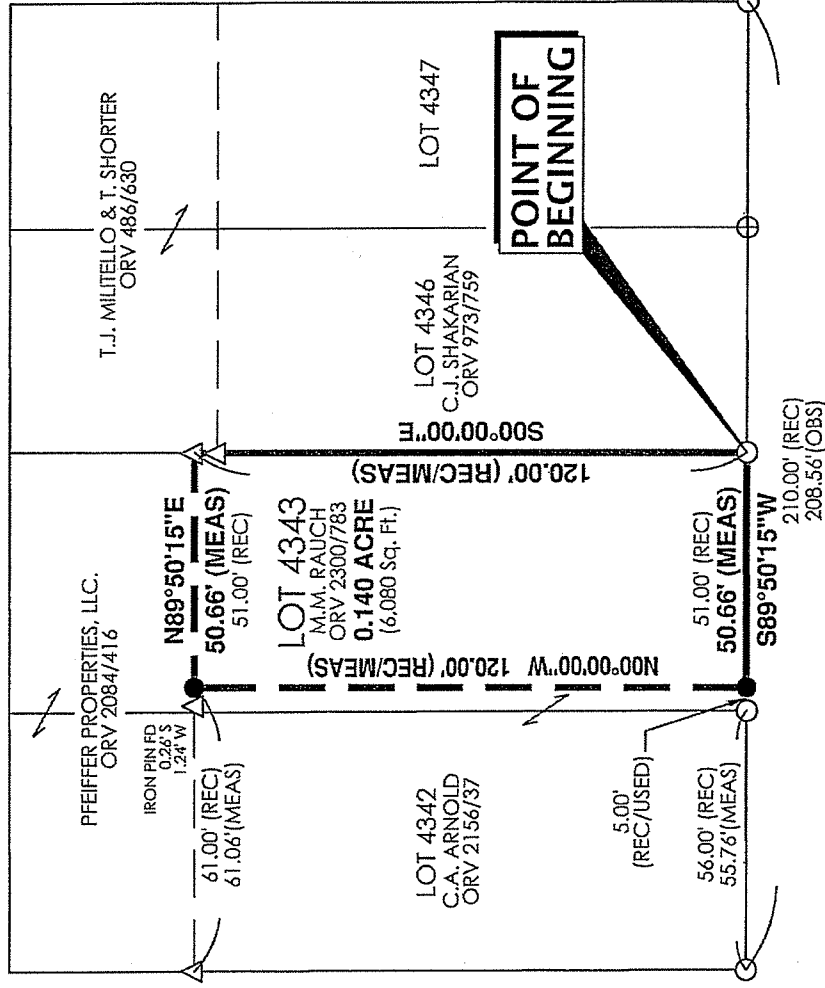 T.J. MILITELLO & T. SHORTER
ORV 486/630
PFEIFFER PROPERTIES, LLC.
ORV 2084/416
IRON PIN FD
0.26' S
1.24' W
N89°50'15"E
50.66' (MEAS)
51.00' (REC)
61.00' (REC)
61.06'(MEAS)
LOT 4343
M.M. RAUCH
ORV 2300/783
0.140 ACRE
(6,080 Sq. Ft.)
S00°00'00"E
120.00' (REC/MEAS)
N00°00'00"W 120.00' (REC/MEAS)
LOT 4342
C.A. ARNOLD
ORV 2156/37
LOT 4346
C.J. SHAKARIAN
ORV 973/759
LOT 4347
POINT OF
BEGINNING
5.00'
(REC/USED)
56.00' (REC)
55.76'(MEAS)
51.00' (REC)
50.66' (MEAS)
S89°50'15"W
210.00' (REC)
208.56'(OBS)